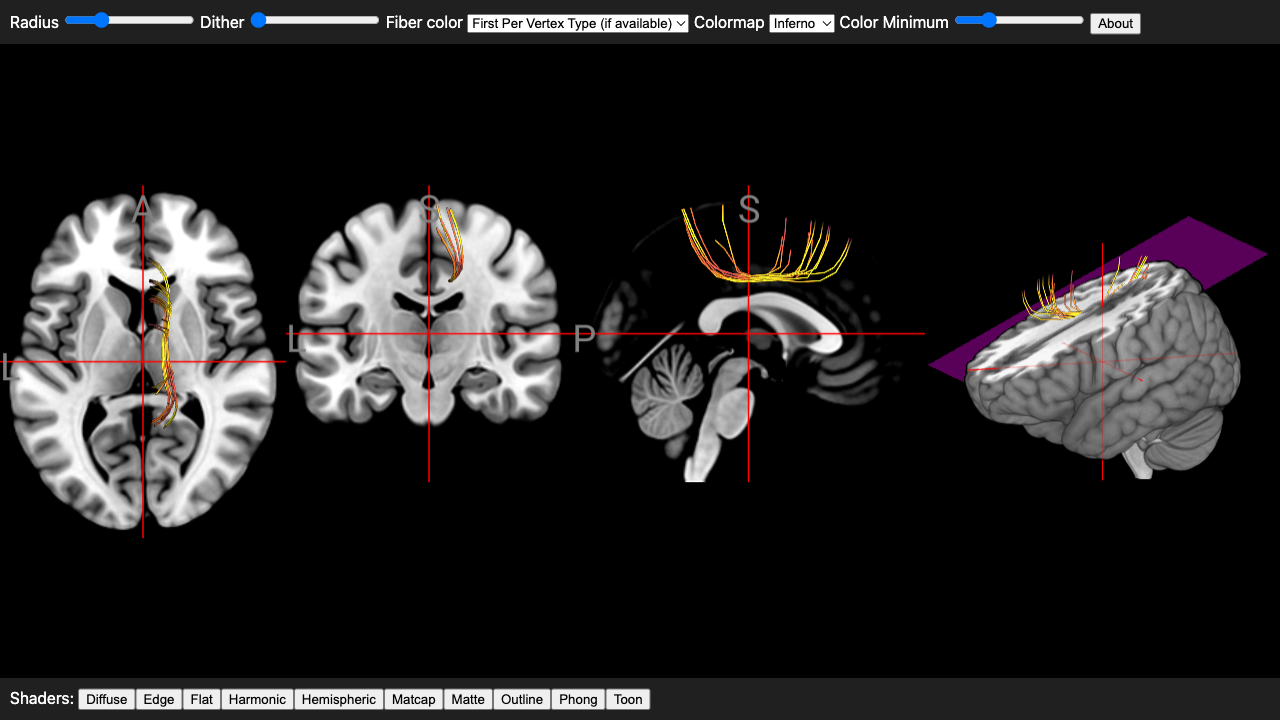 Radius Dither Fiber color First Per Vertex Type (if available) Colormap Inferno Color Minimum About
A S S
L L P
Shaders: Diffuse Edge Flat Harmonic Hemispheric Matcap Matte Outline Phong Toon